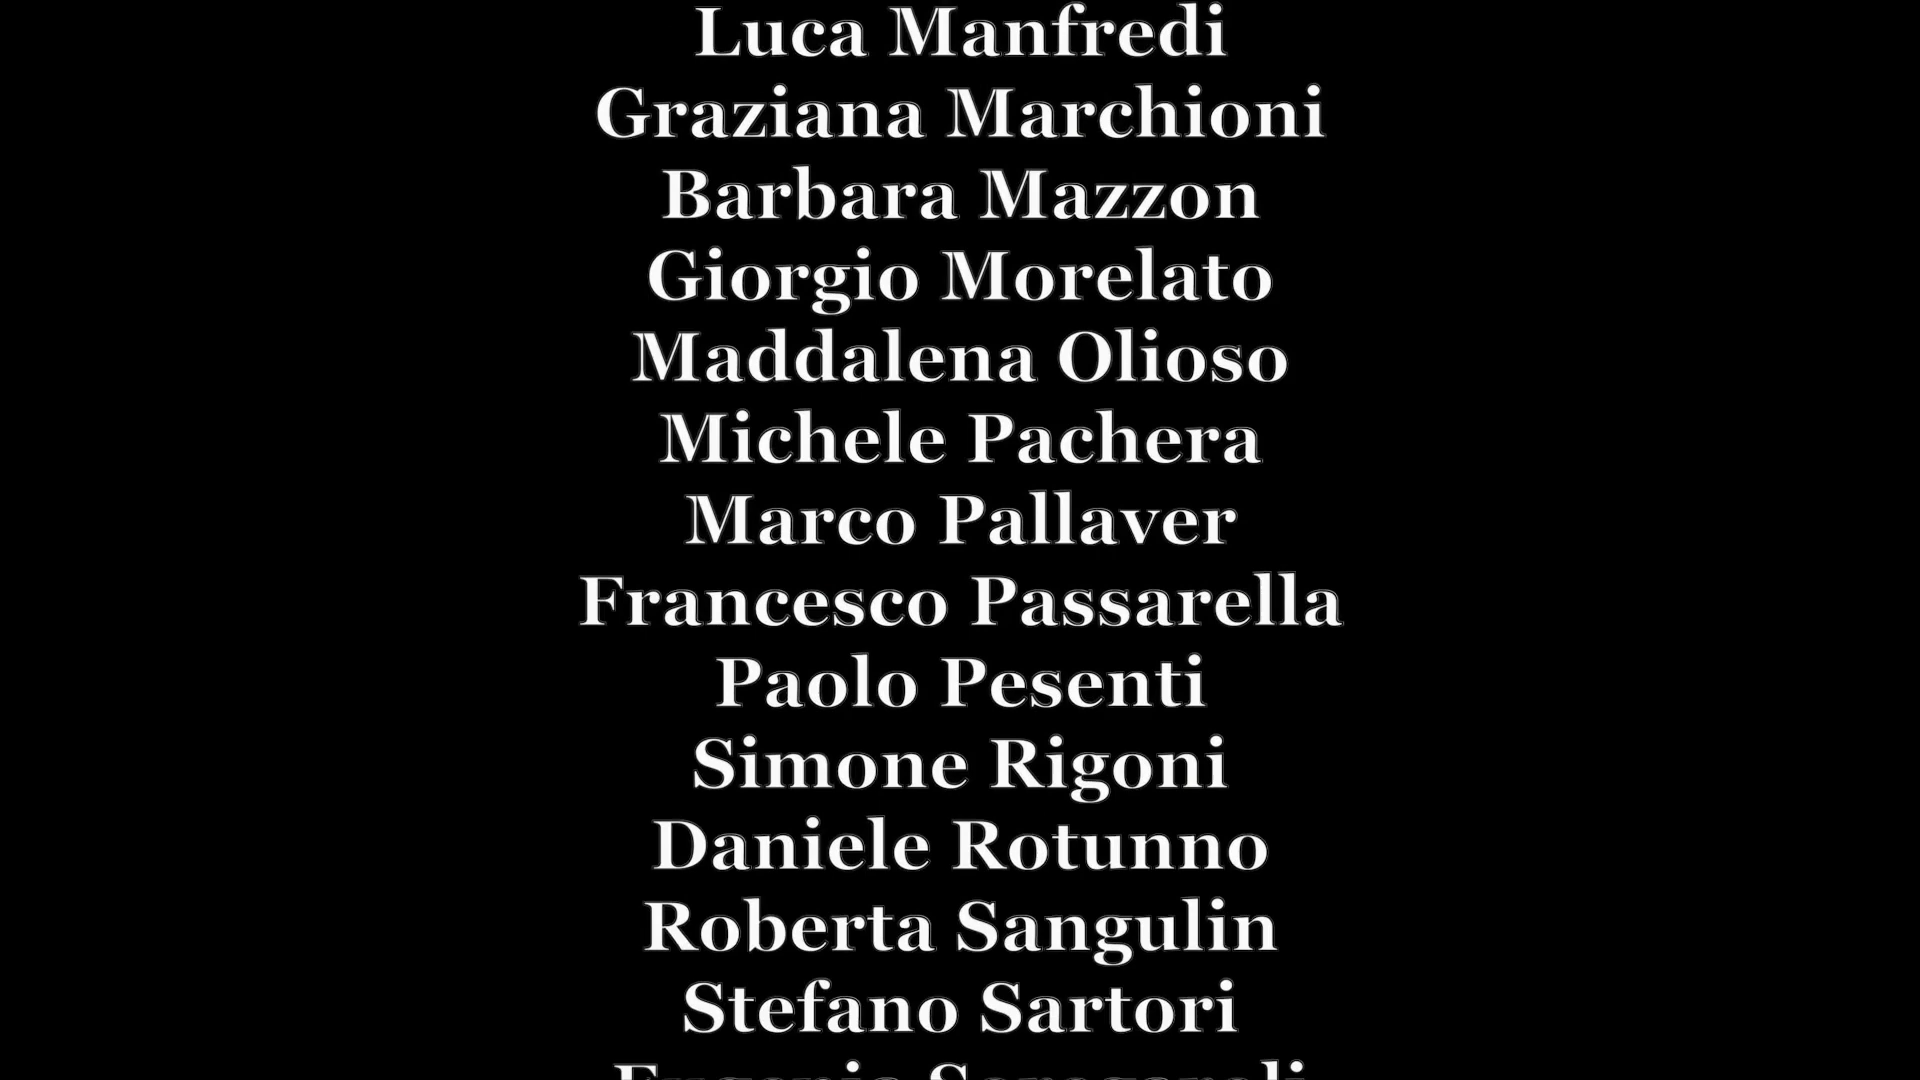 Luca Manfredi
Graziana Marchioni
Barbara Mazzon
Giorgio Morelato
Maddalena Olioso
Michele Pachera
Marco Pallaver
Francesco Passarella
Paolo Pesenti
Simone Rigoni
Daniele Rotunno
Roberta Sangulin
Stefano Sartori